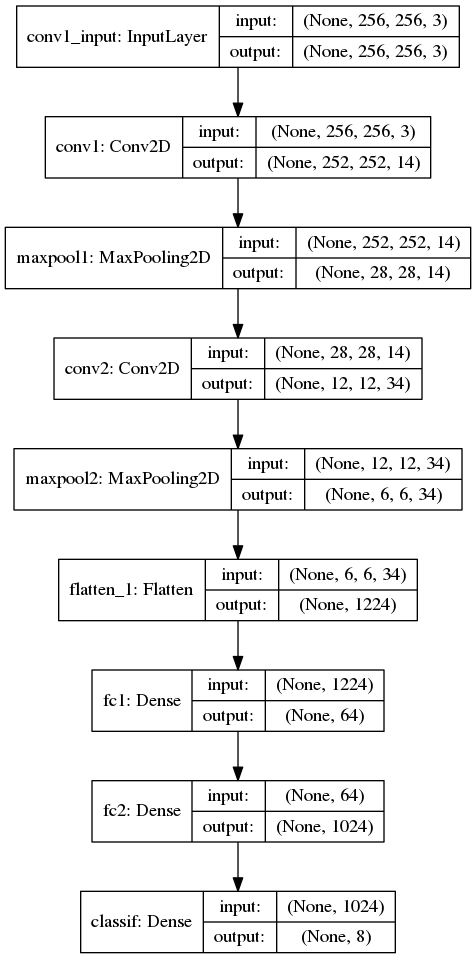 conv1_input: InputLayer
input: (None, 256, 256, 3)
output: (None, 256, 256, 3)
conv1: Conv2D
input: (None, 256, 256, 3)
output: (None, 252, 252, 14)
maxpool1: MaxPooling2D
input: (None, 252, 252, 14)
output: (None, 28, 28, 14)
conv2: Conv2D
input: (None, 28, 28, 14)
output: (None, 12, 12, 34)
maxpool2: MaxPooling2D
input: (None, 12, 12, 34)
output: (None, 6, 6, 34)
flatten_1: Flatten
input: (None, 6, 6, 34)
output: (None, 1224)
fc1: Dense
input: (None, 1224)
output: (None, 64)
fc2: Dense
input: (None, 64)
output: (None, 1024)
classif: Dense
input: (None, 1024)
output: (None, 8)